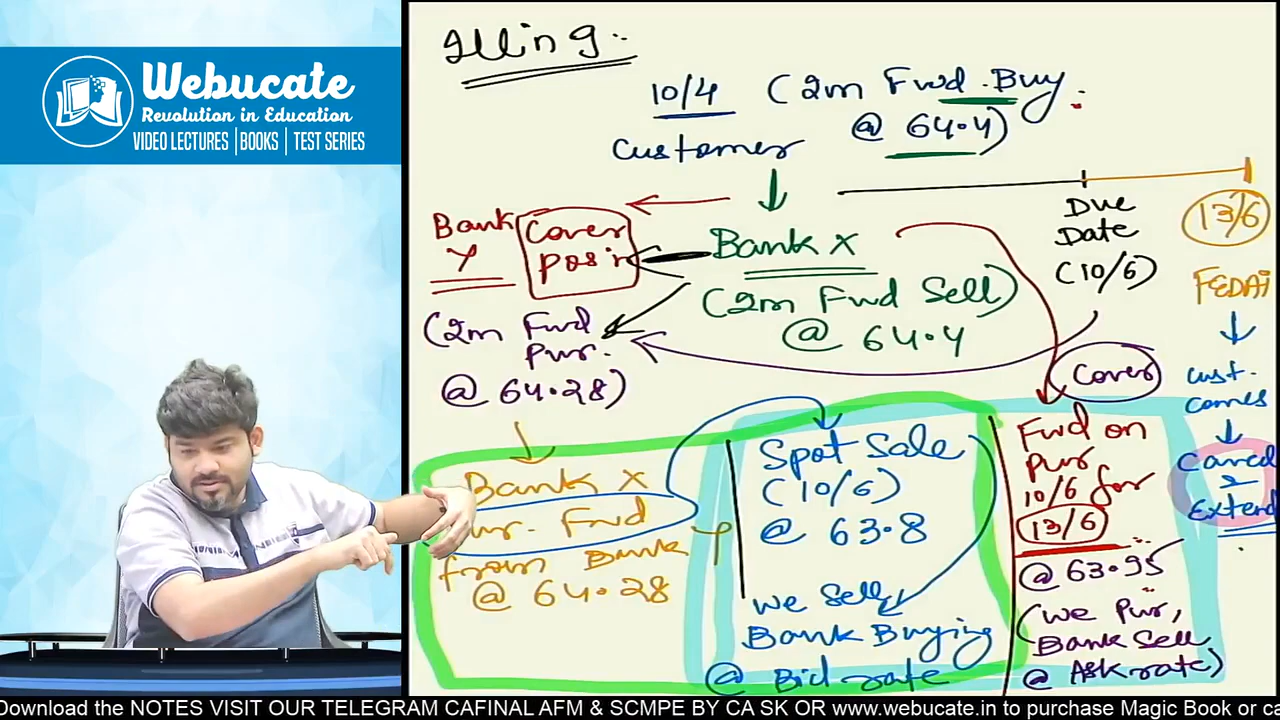 Webucate
Revolution in Education
VIDEO LECTURES | BOOKS | TEST SERIES
10/4 (2m Fwd Buy
@ 64.4)
Customer
Bank
Y
Cover
Bank X
(2m Fwd Sell)
@ 64.4
Due
Date
(10/6)
13/6
FEDAI
Cust.
comes
Cancel
Extend
(2m Fwd
Pur.
@ 64.28)
Cover
Bank X
Pur. Fwd
from Bank Y
@ 64.28
Spot Sale
(10/6)
@ 63.8
We Sell,
Bank Buying
@ Bid rate
Fwd on
Pur
10/6 for
13/6
@ 63.95
(We Pur,
Bank Sell
@ Ask rate)
Download the NOTES VISIT OUR TELEGRAM CAFINAL AFM & SCMPE BY CA SK OR www.webucate.in to purchase Magic Book or ca